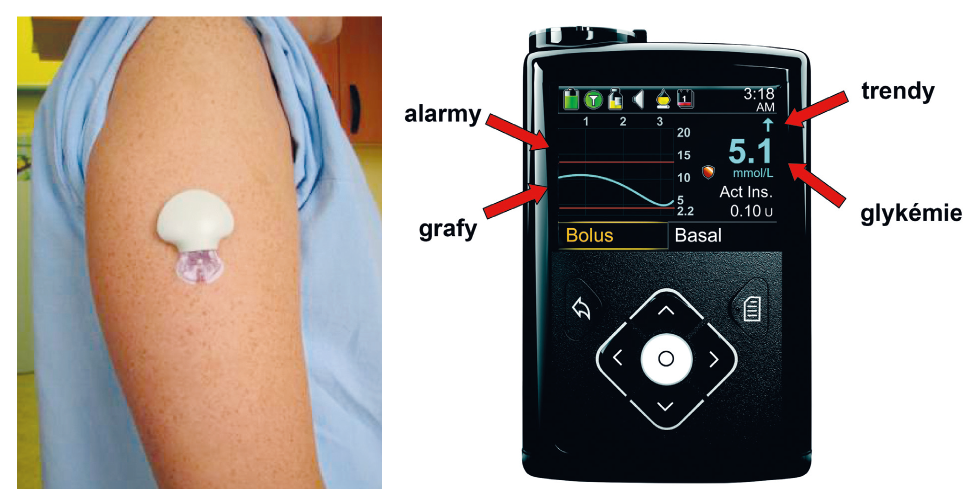 alarmy
grafy
trendy
glykémie
3:18
AM
1 2 3
20
15
10
5
2.2
5.1
mmol/L
Act Ins.
0.10 U
Bolus
Basal